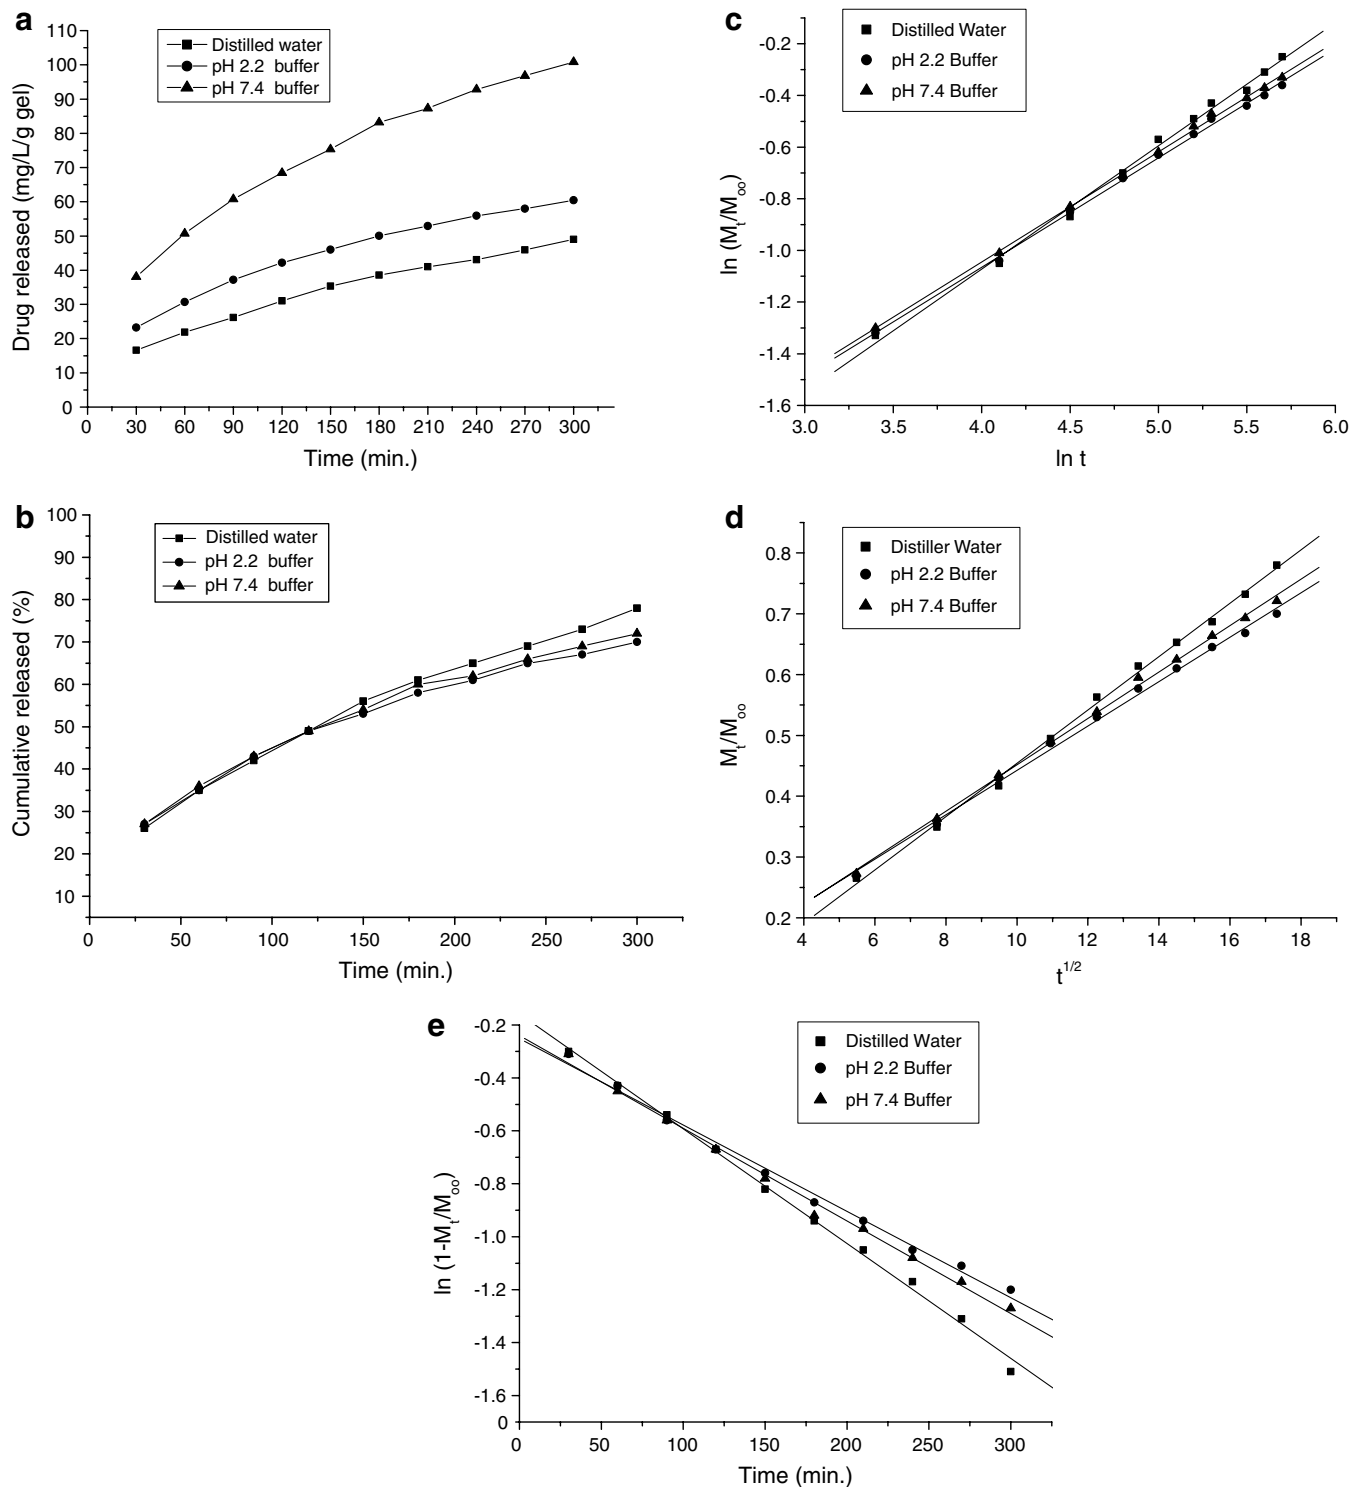 a
110
100
90
80
70
60
50
40
30
20
10
0
Drug released (mg/L/g gel)
Distilled water
pH 2.2 buffer
pH 7.4 buffer
0 30 60 90 120 150 180 210 240 270 300
Time (min.)
c
-0.2
-0.4
-0.6
-0.8
-1.0
-1.2
-1.4
-1.6
ln (Mt/Moo)
Distilled Water
pH 2.2 Buffer
pH 7.4 Buffer
3.0 3.5 4.0 4.5 5.0 5.5 6.0
ln t
b
100
90
80
70
60
50
40
30
20
10
Cumulative released (%)
Distilled water
pH 2.2 buffer
pH 7.4 buffer
0 50 100 150 200 250 300
Time (min.)
d
0.8
0.7
0.6
0.5
0.4
0.3
0.2
Mt/Moo
Distiller Water
pH 2.2 Buffer
pH 7.4 Buffer
4 6 8 10 12 14 16 18
t1/2
e
-0.2
-0.4
-0.6
-0.8
-1.0
-1.2
-1.4
-1.6
0
ln (1-Mt/Moo)
Distilled Water
pH 2.2 Buffer
pH 7.4 Buffer
0 50 100 150 200 250 300
Time (min.)